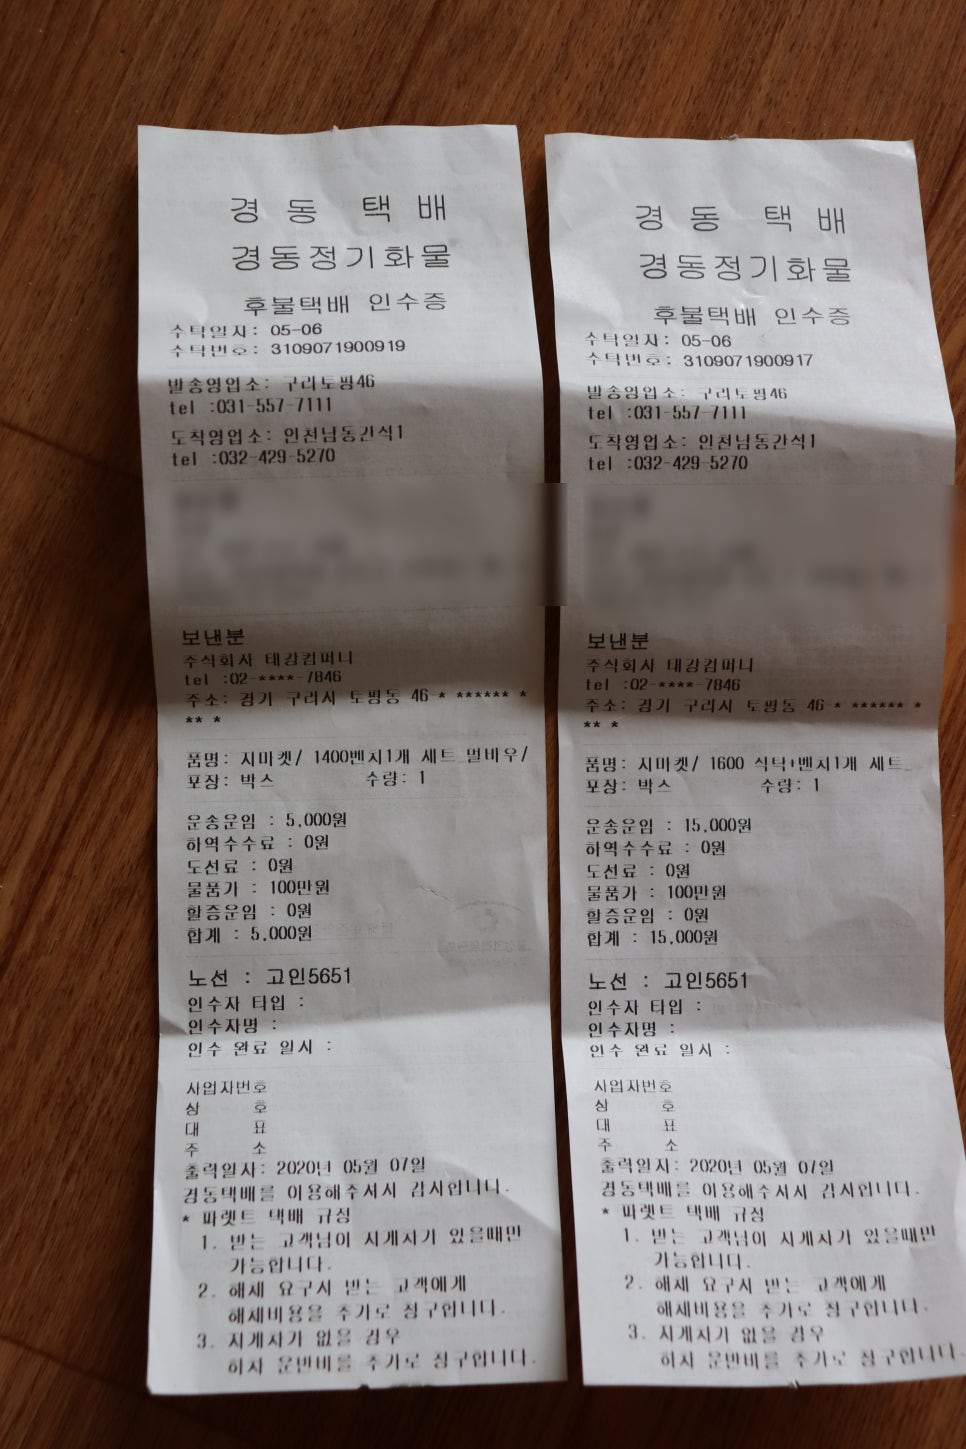 경동 택배
경동정기화물
후불택배 인수증
수탁일자: 05-06
수탁번호: 3109071900919
발송영업소: 구리토평46
tel :031-557-7111
도착영업소: 인천남동간석1
tel :032-429-5270
보낸분
주식회사 태강컴퍼니
tel :02-****-7846
주소: 경기 구리시 토평동 46-* ****** *
** *
품명: 지마켓/ 1400벤치1개 세트_멀바우/
포장: 박스 수량: 1
운송운임 : 5,000원
하역수수료 : 0원
도선료 : 0원
물품가 : 100만원
할증운임 : 0원
합계 : 5,000원
노선 : 고인5651
인수자 타입 :
인수자명 :
인수 완료 일시 :
사업자번호
상 호
대 표
주 소
출력일자: 2020년 05월 07일
경동택배를 이용해주셔서 감사합니다.
* 파렛트 택배 규정
1. 받는 고객님이 지게차가 있을때만
가능합니다.
2. 해체 요구시 받는 고객에게
해체비용을 추가로 청구합니다.
3. 지게차가 없을 경우
하차 운반비를 추가로 청구합니다.
경동 택배
경동정기화물
후불택배 인수증
수탁일자: 05-06
수탁번호: 3109071900917
발송영업소: 구리토평46
tel :031-557-7111
도착영업소: 인천남동간석1
tel :032-429-5270
보낸분
주식회사 태강컴퍼니
tel :02-****-7846
주소: 경기 구리시 토평동 46-* ****** *
** *
품명: 지마켓/ 1600 식탁+벤치1개 세트_
포장: 박스 수량: 1
운송운임 : 15,000원
하역수수료 : 0원
도선료 : 0원
물품가 : 100만원
할증운임 : 0원
합계 : 15,000원
노선 : 고인5651
인수자 타입 :
인수자명 :
인수 완료 일시 :
사업자번호
상 호
대 표
주 소
출력일자: 2020년 05월 07일
경동택배를 이용해주셔서 감사합니다.
* 파렛트 택배 규정
1. 받는 고객님이 지게차가 있을때만
가능합니다.
2. 해체 요구시 받는 고객에게
해체비용을 추가로 청구합니다.
3. 지게차가 없을 경우
하차 운반비를 추가로 청구합니다.